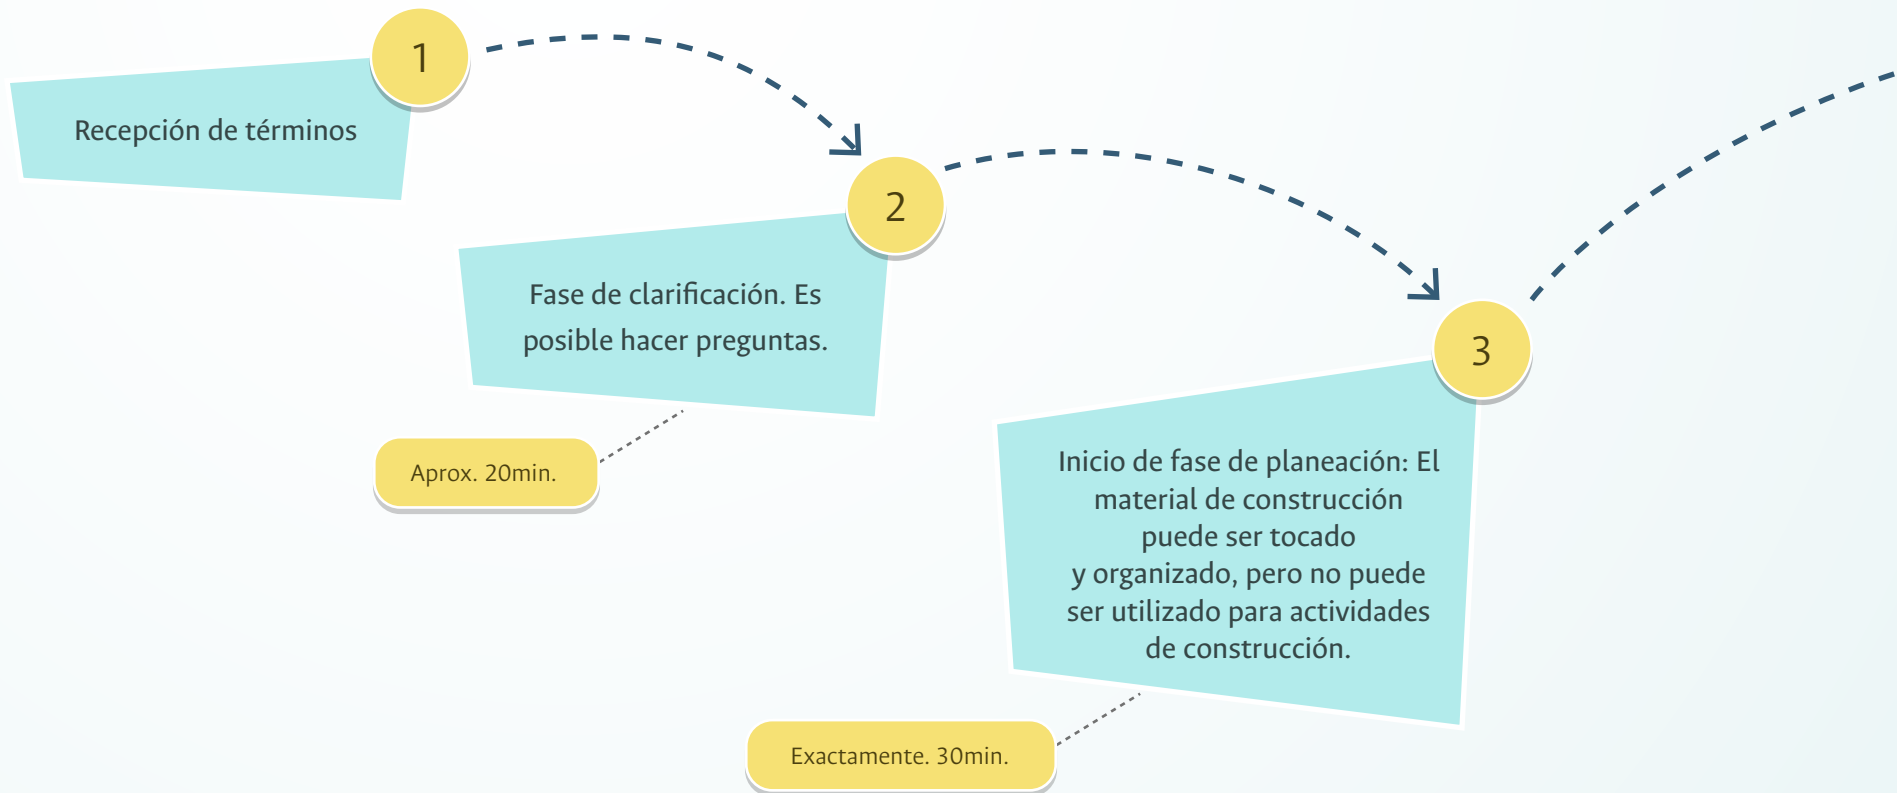 1
Recepción de términos
2
Fase de clarificación. Es
posible hacer preguntas.
Aprox. 20min.
3
Inicio de fase de planeación: El
material de construcción
puede ser tocado
y organizado, pero no puede
ser utilizado para actividades
de construcción.
Exactamente. 30min.